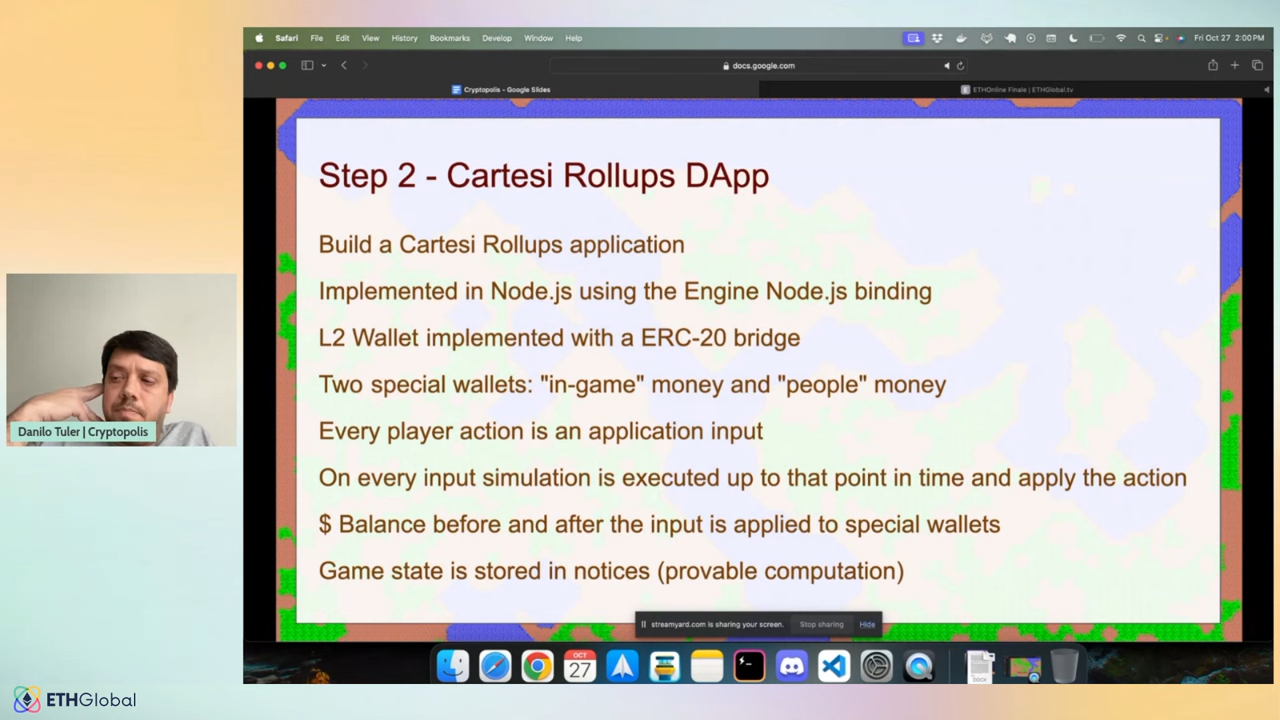 Safari File Edit View History Bookmarks Develop Window Help Fri Oct 27 2:00 PM
docs.google.com
Cryptopolis - Google Slides
ETHOnline Finale | ETHGlobal.tv
Step 2 - Cartesi Rollups DApp
Build a Cartesi Rollups application
Implemented in Node.js using the Engine Node.js binding
L2 Wallet implemented with a ERC-20 bridge
Two special wallets: "in-game" money and "people" money
Every player action is an application input
On every input simulation is executed up to that point in time and apply the action
$ Balance before and after the input is applied to special wallets
Game state is stored in notices (provable computation)
Danilo Tuler | Cryptopolis
streamyard.com is sharing your screen. Stop sharing Hide
OCT
27
ETHGlobal